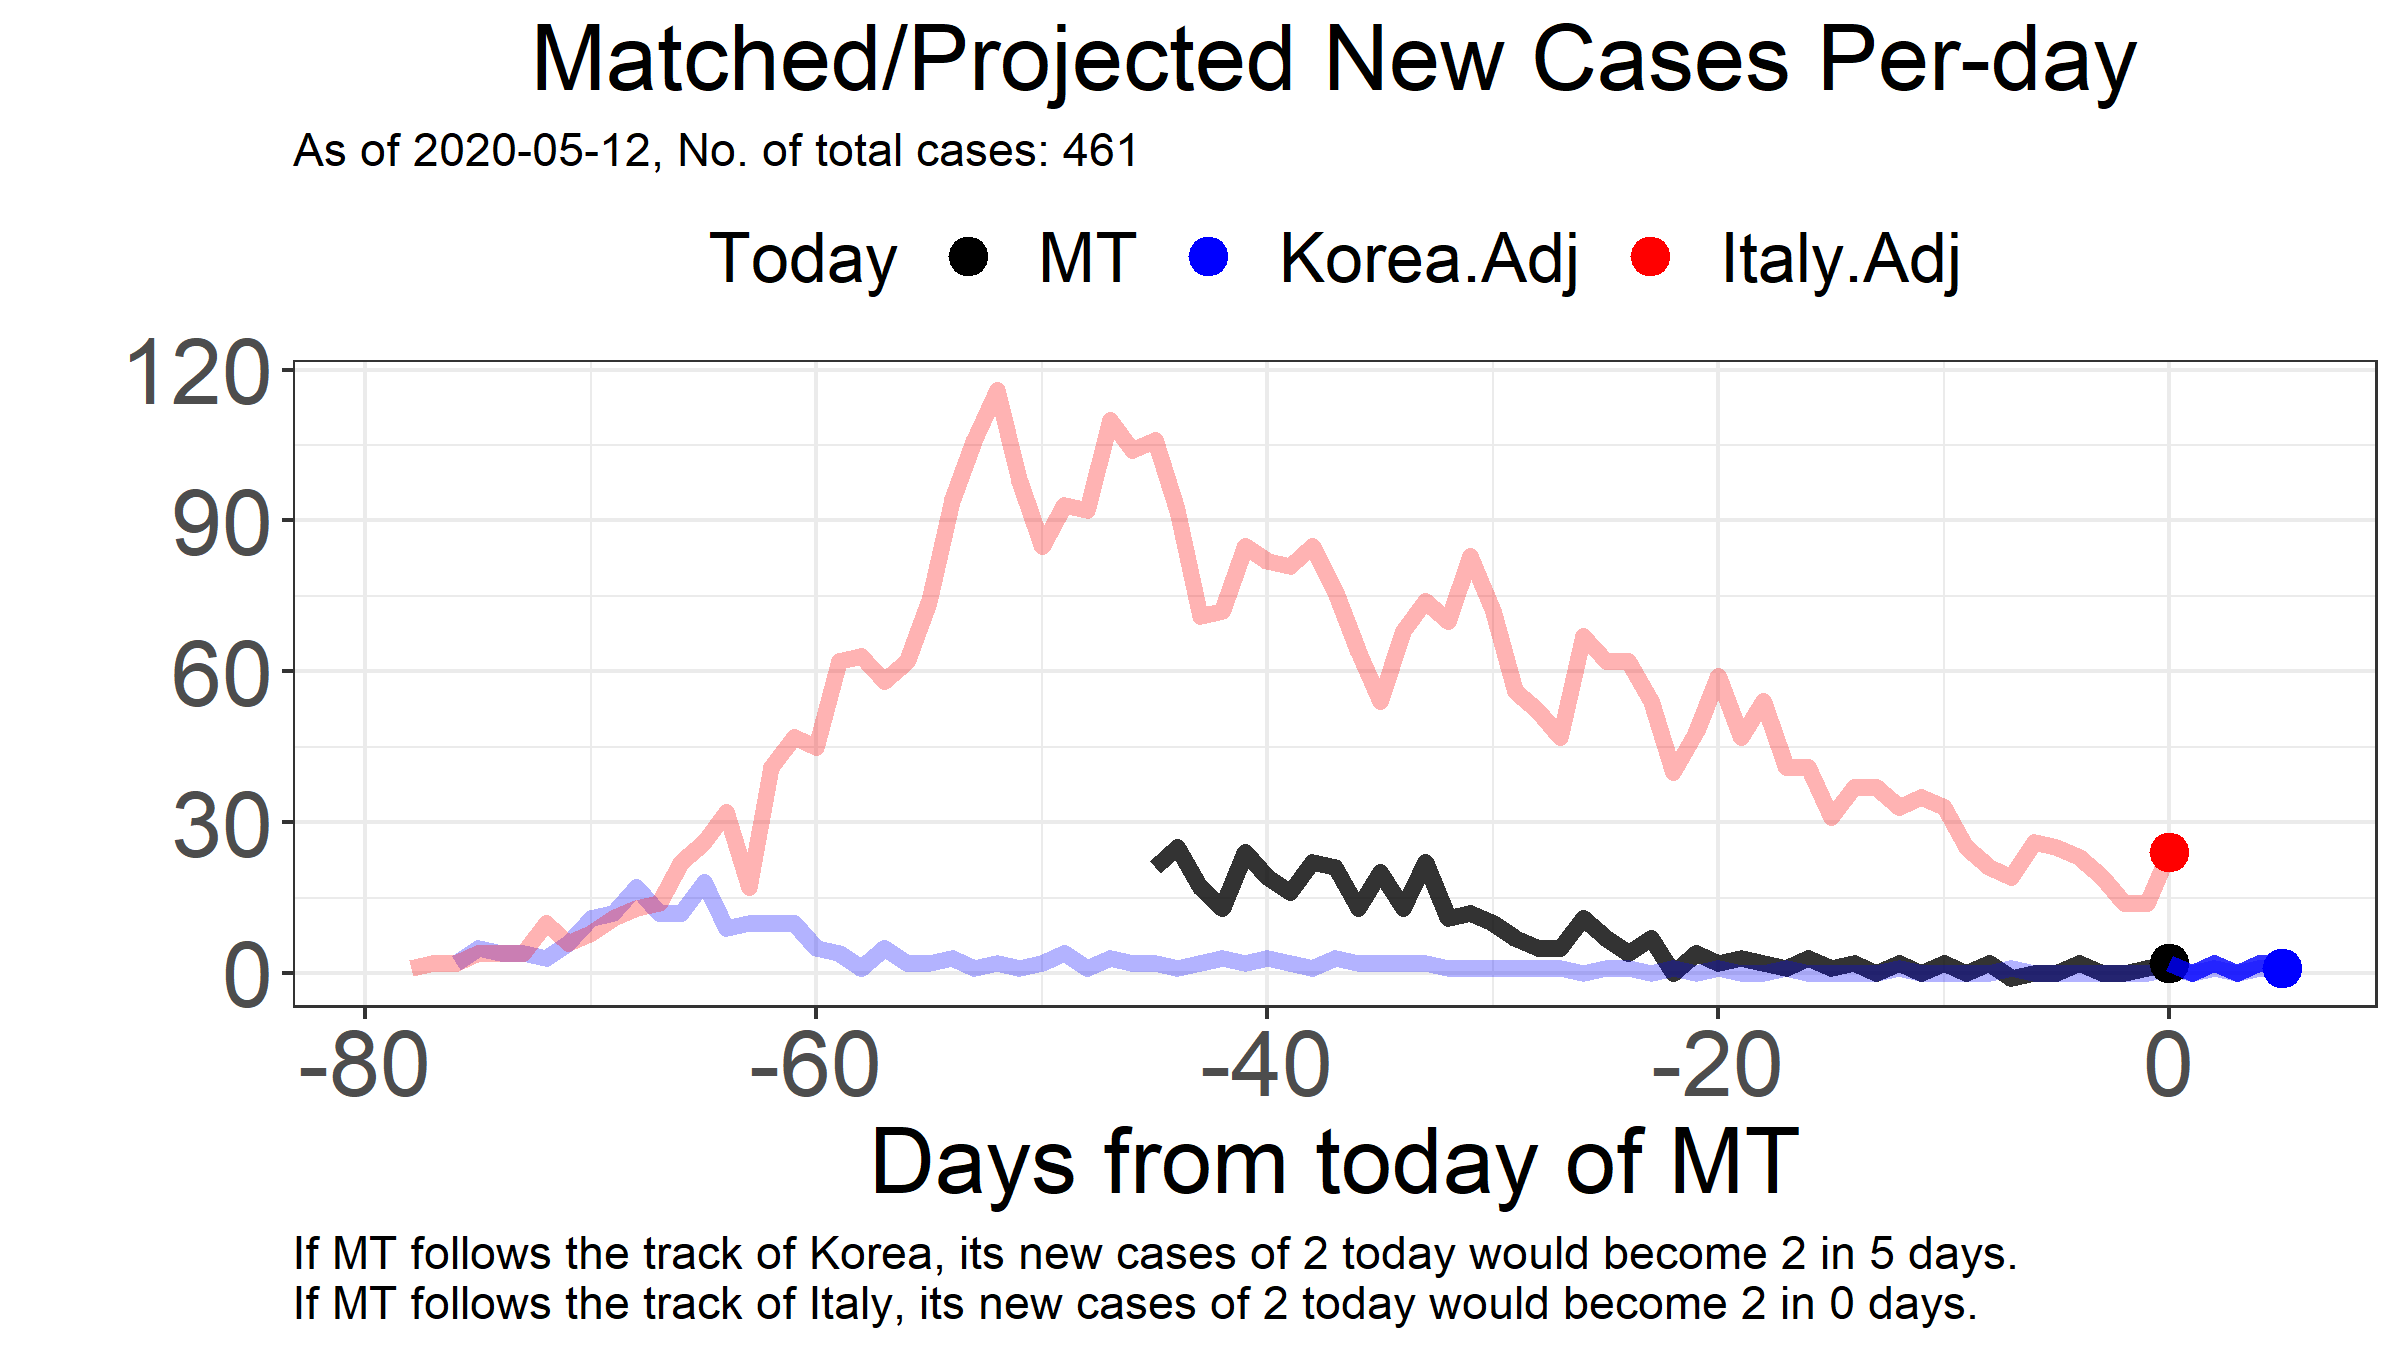 Matched/Projected New Cases Per-day
As of 2020-05-12, No. of total cases: 461
Today MT Korea.Adj Italy.Adj
120
90
60
30
0
-80 -60 -40 -20 0
Days from today of MT
If MT follows the track of Korea, its new cases of 2 today would become 2 in 5 days.
If MT follows the track of Italy, its new cases of 2 today would become 2 in 0 days.